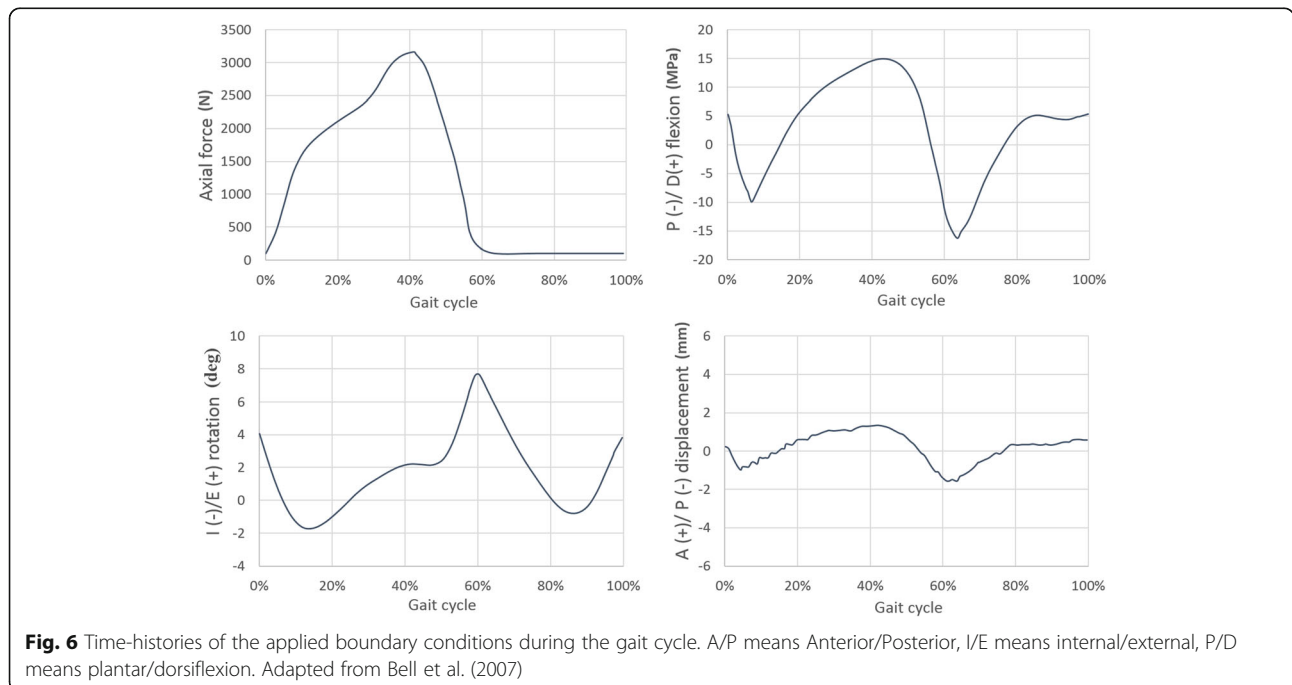 3500
3000
2500
2000
1500
1000
500
0
Axial force (N)
0% 20% 40% 60% 80% 100%
Gait cycle
20
15
10
5
0
-5
-10
-15
-20
P (-)/ D(+) flexion (MPa)
0% 20% 40% 60% 80% 100%
Gait cycle
10
8
6
4
2
0
-2
-4
I (-)/E (+) rotation (deg)
0% 20% 40% 60% 80% 100%
Gait cycle
6
4
2
0
-2
-4
-6
A (+)/ P (-) displacement (mm)
0% 20% 40% 60% 80% 100%
Gait cycle
Fig. 6 Time-histories of the applied boundary conditions during the gait cycle. A/P means Anterior/Posterior, I/E means internal/external, P/D
means plantar/dorsiflexion. Adapted from Bell et al. (2007)